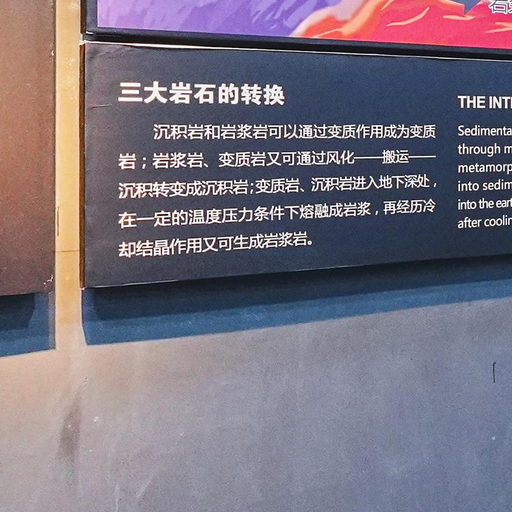 三大岩石的转换
沉积岩和岩浆岩可以通过变质作用成为变质
岩；岩浆岩、变质岩又可通过风化——搬运——
沉积转变成沉积岩；变质岩、沉积岩进入地下深处，
在一定的温度压力条件下熔融成岩浆，再经历冷
却结晶作用又可生成岩浆岩。
THE INT
Sedimenta
through m
metamorp
into sedim
into the eart
after coolin